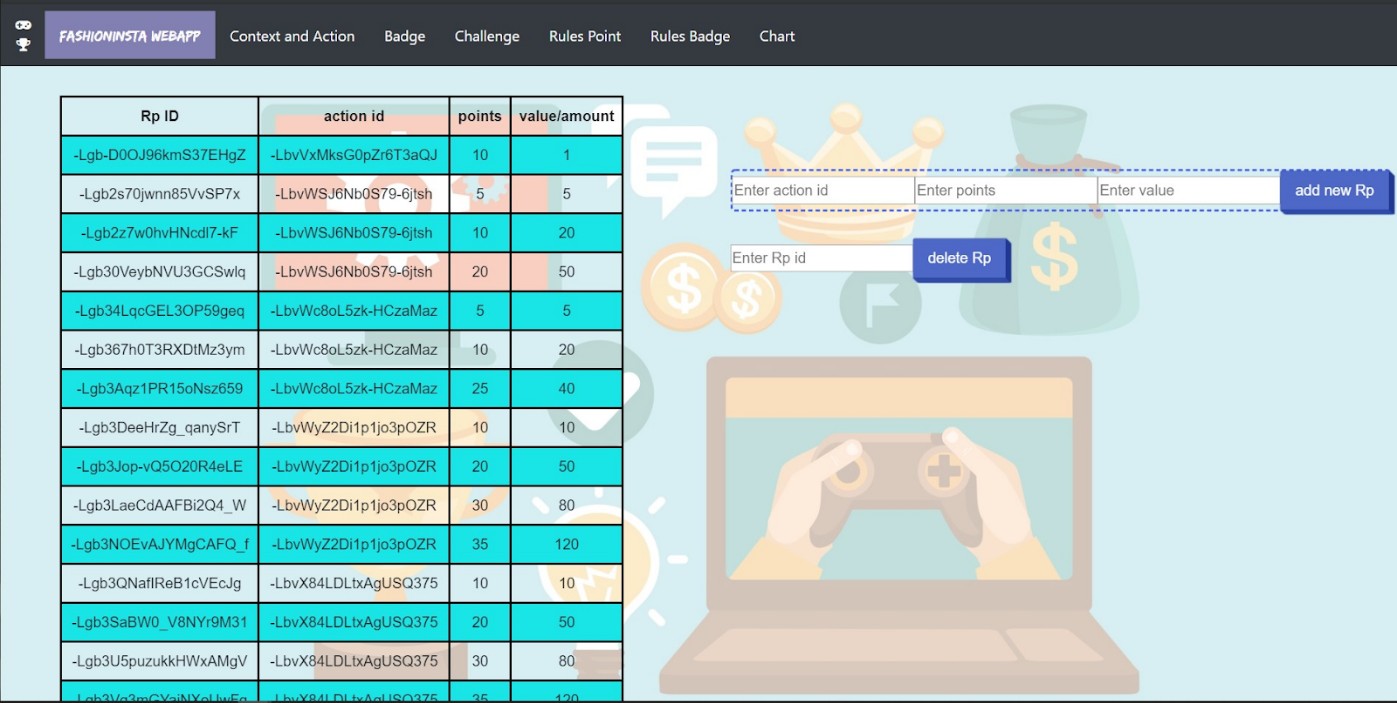 FASHIONINSTA WEBAPP Context and Action Badge Challenge Rules Point Rules Badge Chart
Rp ID action id points value/amount
-Lgb-D0OJ96kmS37EHgZ -LbvVxMksG0pZr6T3aQJ 10 1
-Lgb2s70jwnn85VvSP7x -LbvWSJ6Nb0S79-6jtsh 5 5
-Lgb2z7w0hvHNcdl7-kF -LbvWSJ6Nb0S79-6jtsh 10 20
-Lgb30VeybNVU3GCSwlq -LbvWSJ6Nb0S79-6jtsh 20 50
-Lgb34LqcGEL3OP59geq -LbvWc8oL5zk-HCzaMaz 5 5
-Lgb367h0T3RXDtMz3ym -LbvWc8oL5zk-HCzaMaz 10 20
-Lgb3Aqz1PR15oNsz659 -LbvWc8oL5zk-HCzaMaz 25 40
-Lgb3DeeHrZg_qanySrT -LbvWyZ2Di1p1jo3pOZR 10 10
-Lgb3Jop-vQ5O20R4eLE -LbvWyZ2Di1p1jo3pOZR 20 50
-Lgb3LaeCdAAFBi2Q4_W -LbvWyZ2Di1p1jo3pOZR 30 80
-Lgb3NOEvAJYMgCAFQ_f -LbvWyZ2Di1p1jo3pOZR 35 120
-Lgb3QNaflReB1cVEcJg -LbvX84LDLtxAgUSQ375 10 10
-Lgb3SaBW0_V8NYr9M31 -LbvX84LDLtxAgUSQ375 20 50
-Lgb3U5puzukkHWxAMgV -LbvX84LDLtxAgUSQ375 30 80
-LbvX84LDLtxAgUSQ375 35 120
Enter action id Enter points Enter value add new Rp
Enter Rp id delete Rp
$ $ $